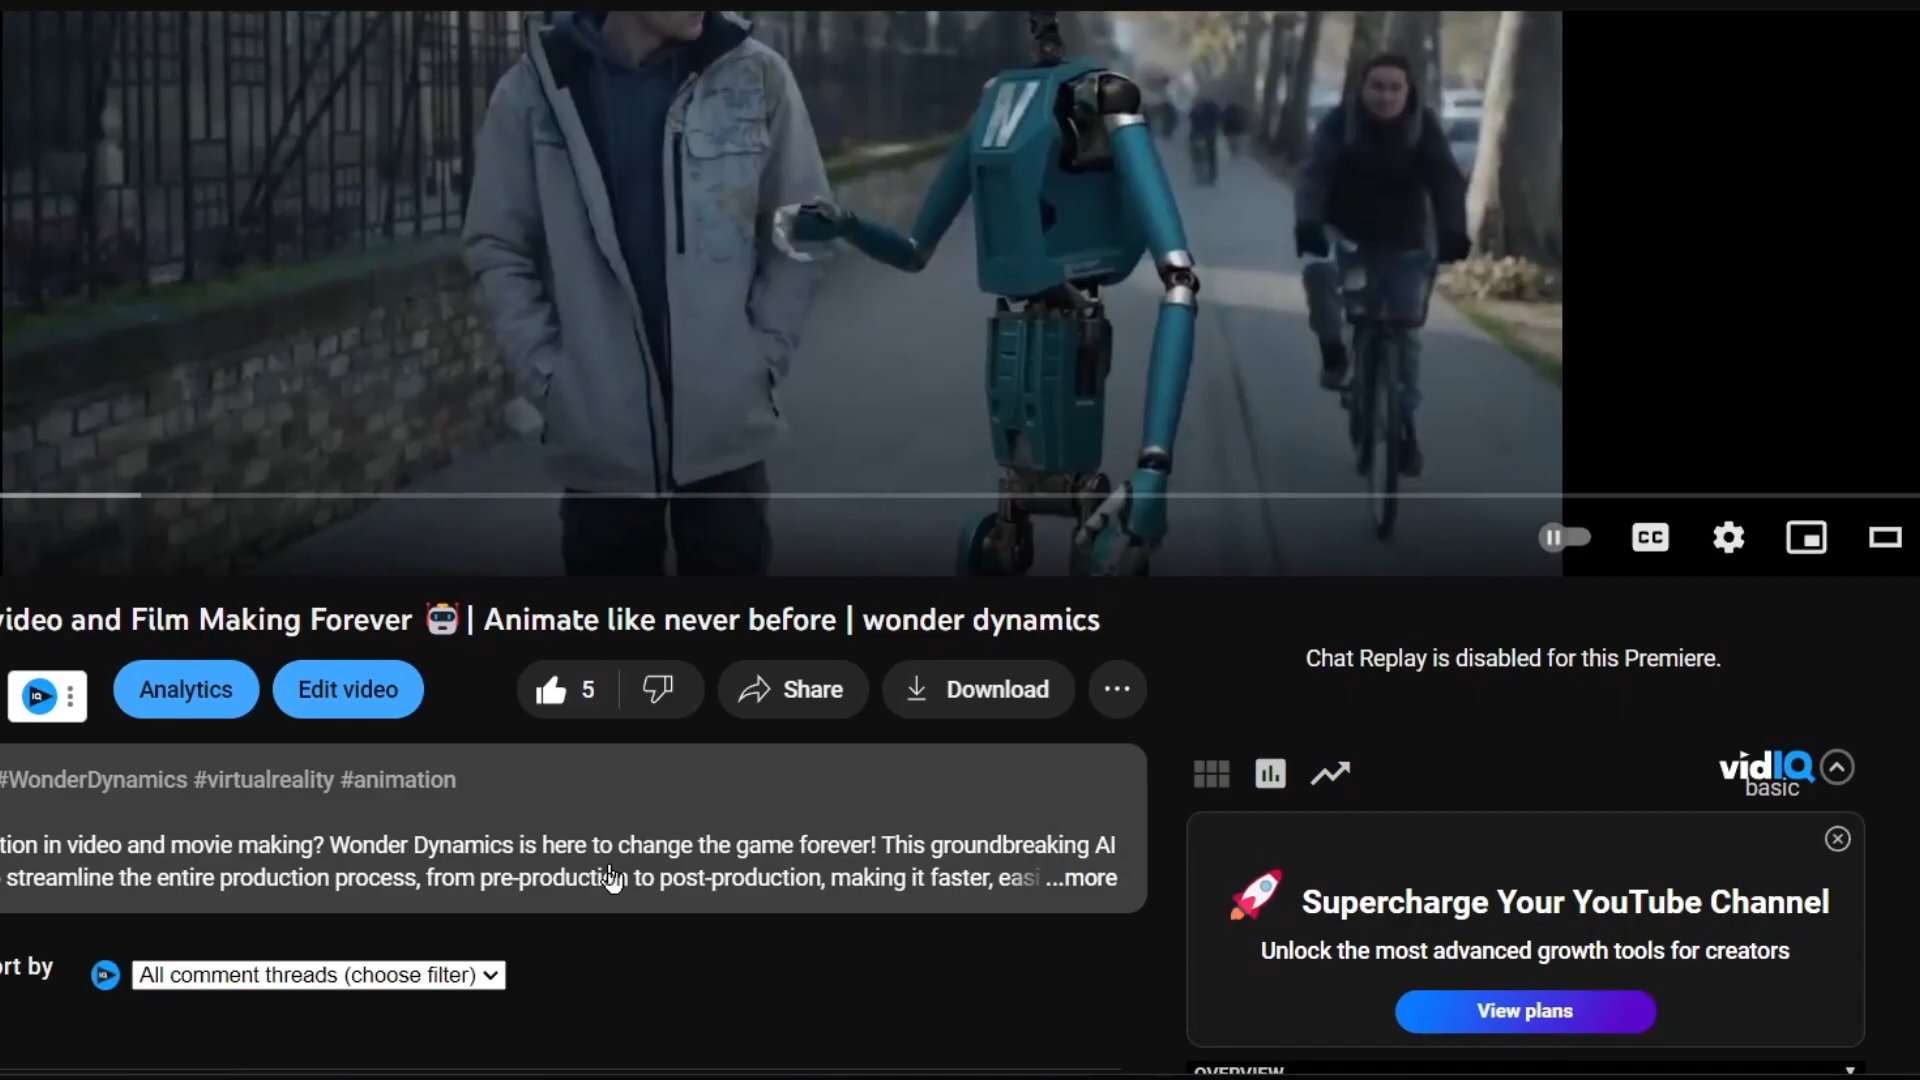 N
CC
video and Film Making Forever 🤖 | Animate like never before | wonder dynamics
Chat Replay is disabled for this Premiere.
IQ
Analytics
Edit video
5
Share
Download
#WonderDynamics #virtualreality #animation
vidIQ
basic
tion in video and movie making? Wonder Dynamics is here to change the game forever! This groundbreaking AI
streamline the entire production process, from pre-production to post-production, making it faster, easi ...more
Supercharge Your YouTube Channel
Unlock the most advanced growth tools for creators
View plans
ort by
IQ
All comment threads (choose filter)
OVERVIEW